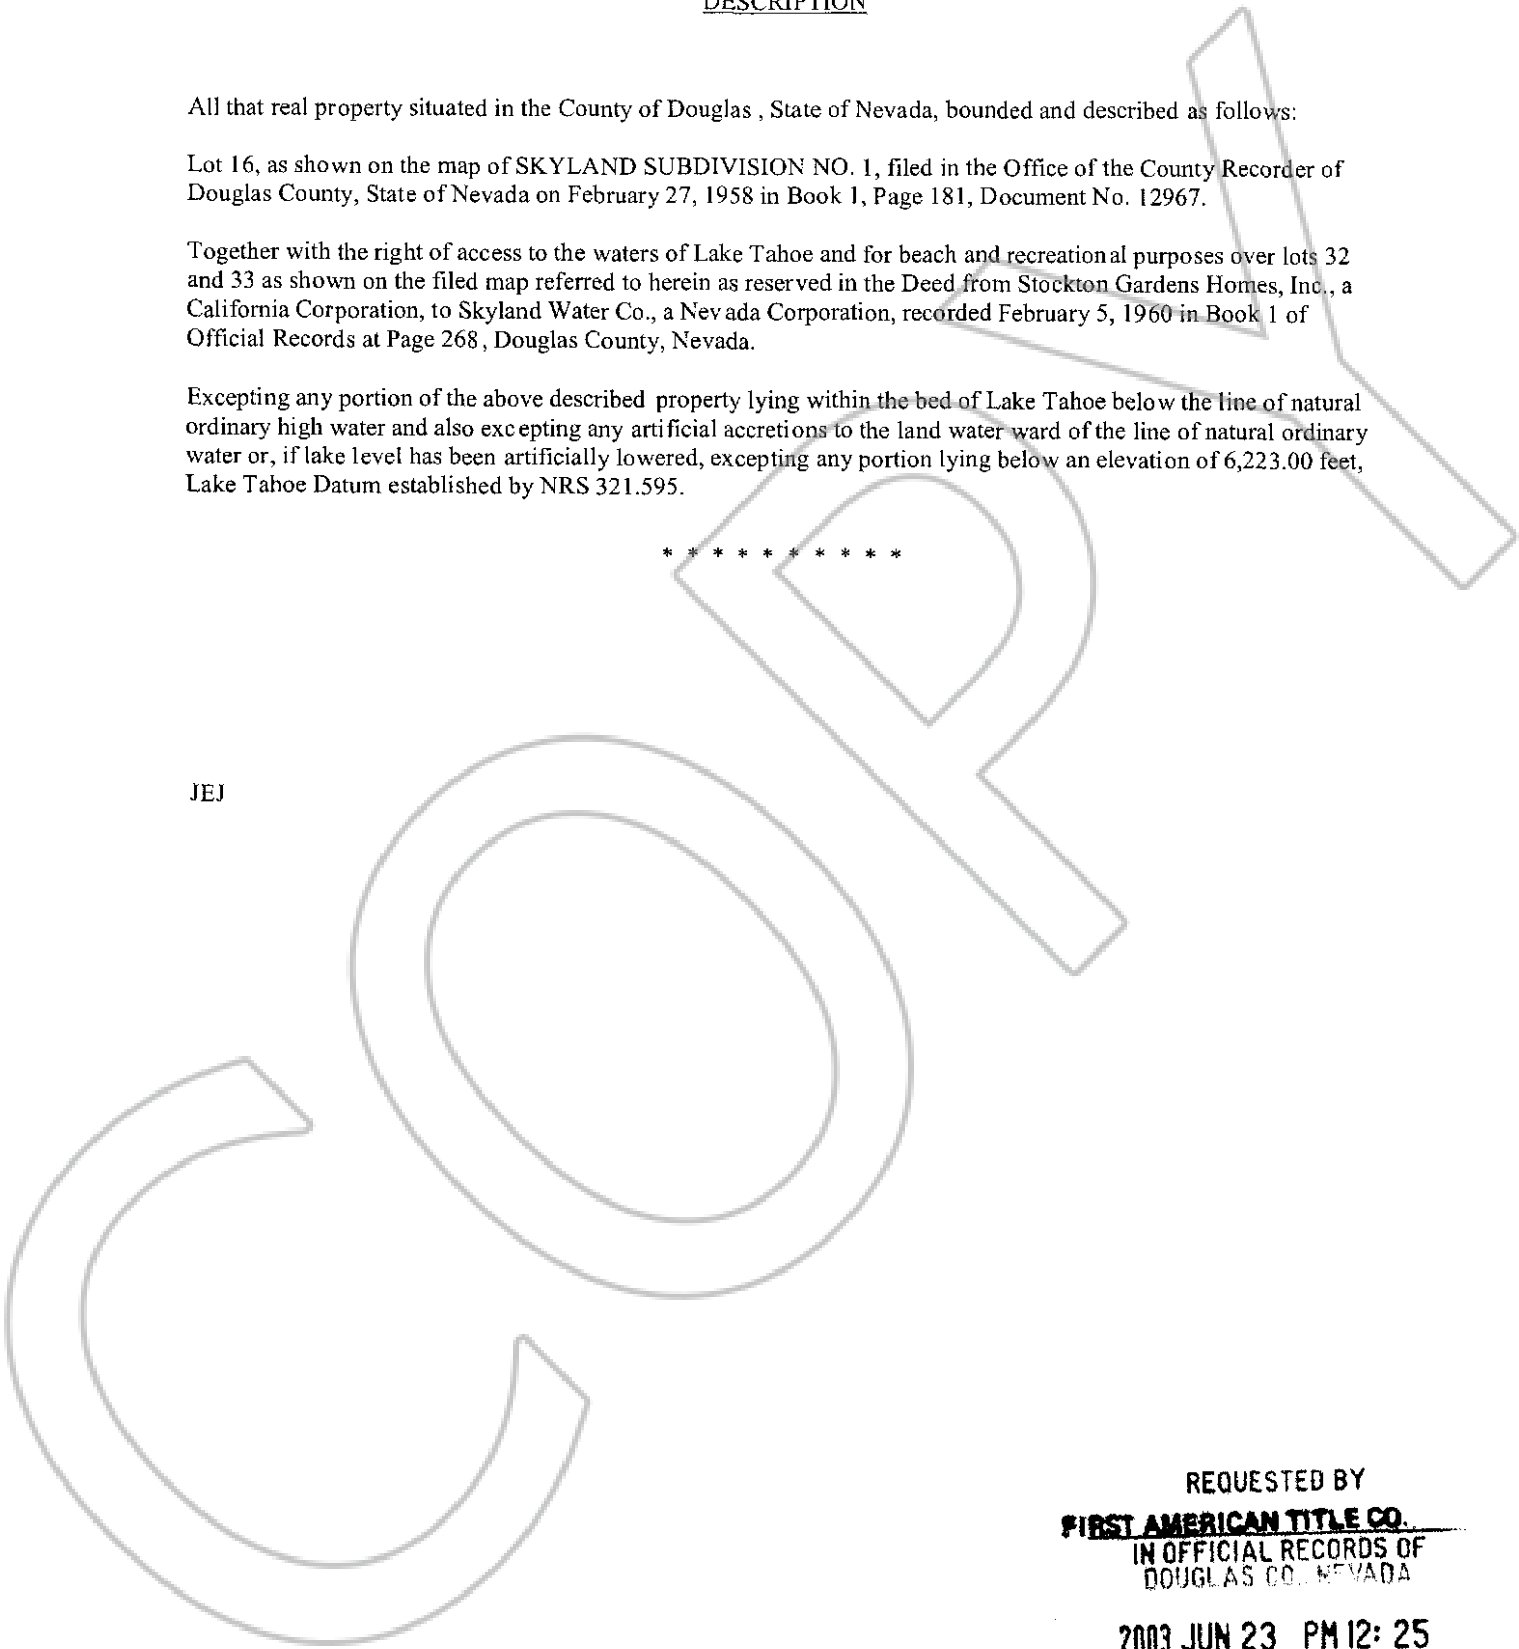 DESCRIPTION
All that real property situated in the County of Douglas , State of Nevada, bounded and described as follows:
Lot 16, as shown on the map of SKYLAND SUBDIVISION NO. 1, filed in the Office of the County Recorder of
Douglas County, State of Nevada on February 27, 1958 in Book 1, Page 181, Document No. 12967.
Together with the right of access to the waters of Lake Tahoe and for beach and recreational purposes over lots 32
and 33 as shown on the filed map referred to herein as reserved in the Deed from Stockton Gardens Homes, Inc., a
California Corporation, to Skyland Water Co., a Nevada Corporation, recorded February 5, 1960 in Book 1 of
Official Records at Page 268, Douglas County, Nevada.
Excepting any portion of the above described property lying within the bed of Lake Tahoe below the line of natural
ordinary high water and also excepting any artificial accretions to the land water ward of the line of natural ordinary
water or, if lake level has been artificially lowered, excepting any portion lying below an elevation of 6,223.00 feet,
Lake Tahoe Datum established by NRS 321.595.
* * * * * * * * * *
JEJ
COPY
REQUESTED BY
FIRST AMERICAN TITLE CO.
IN OFFICIAL RECORDS OF
DOUGLAS CO., NEVADA
2003 JUN 23 PM 12: 25